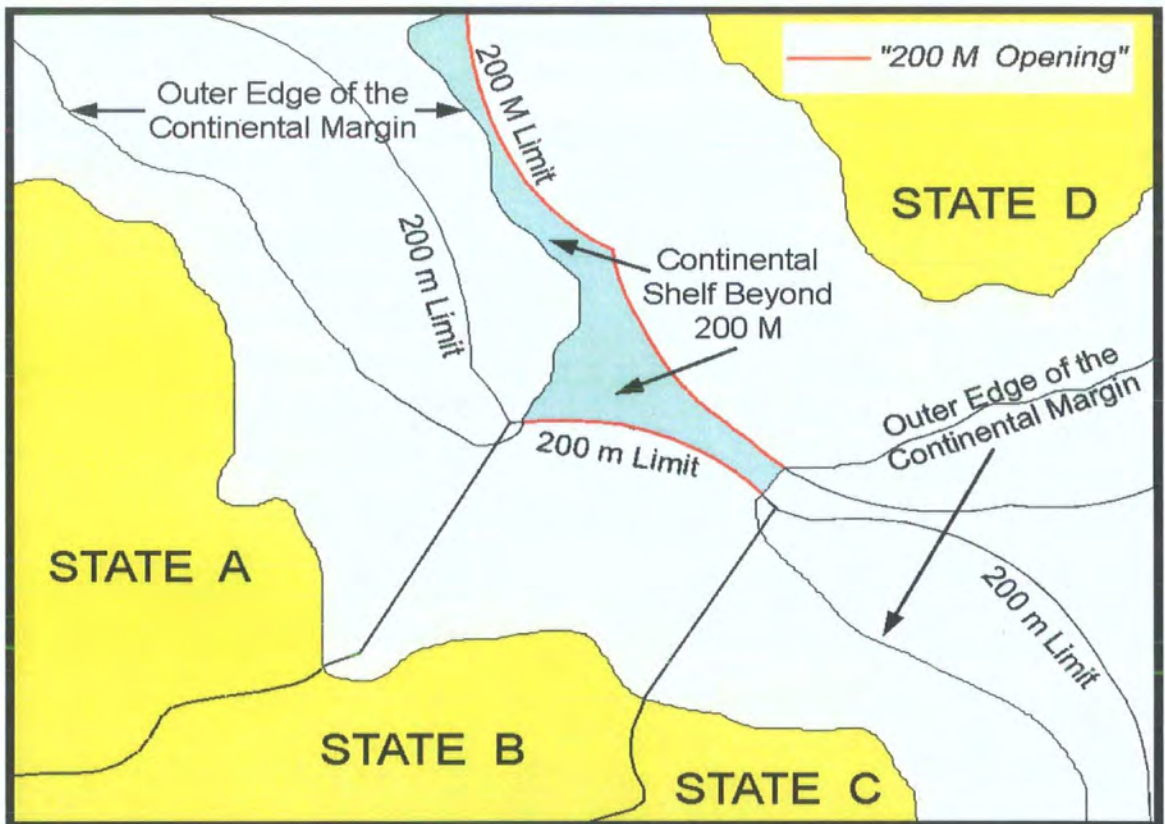 "200 M Opening"
Outer Edge of the
Continental Margin
200 M Limit
STATE D
200 m Limit
Continental
Shelf Beyond
200 M
Outer Edge of the
Continental Margin
200 m Limit
STATE A
200 m Limit
STATE B
STATE C